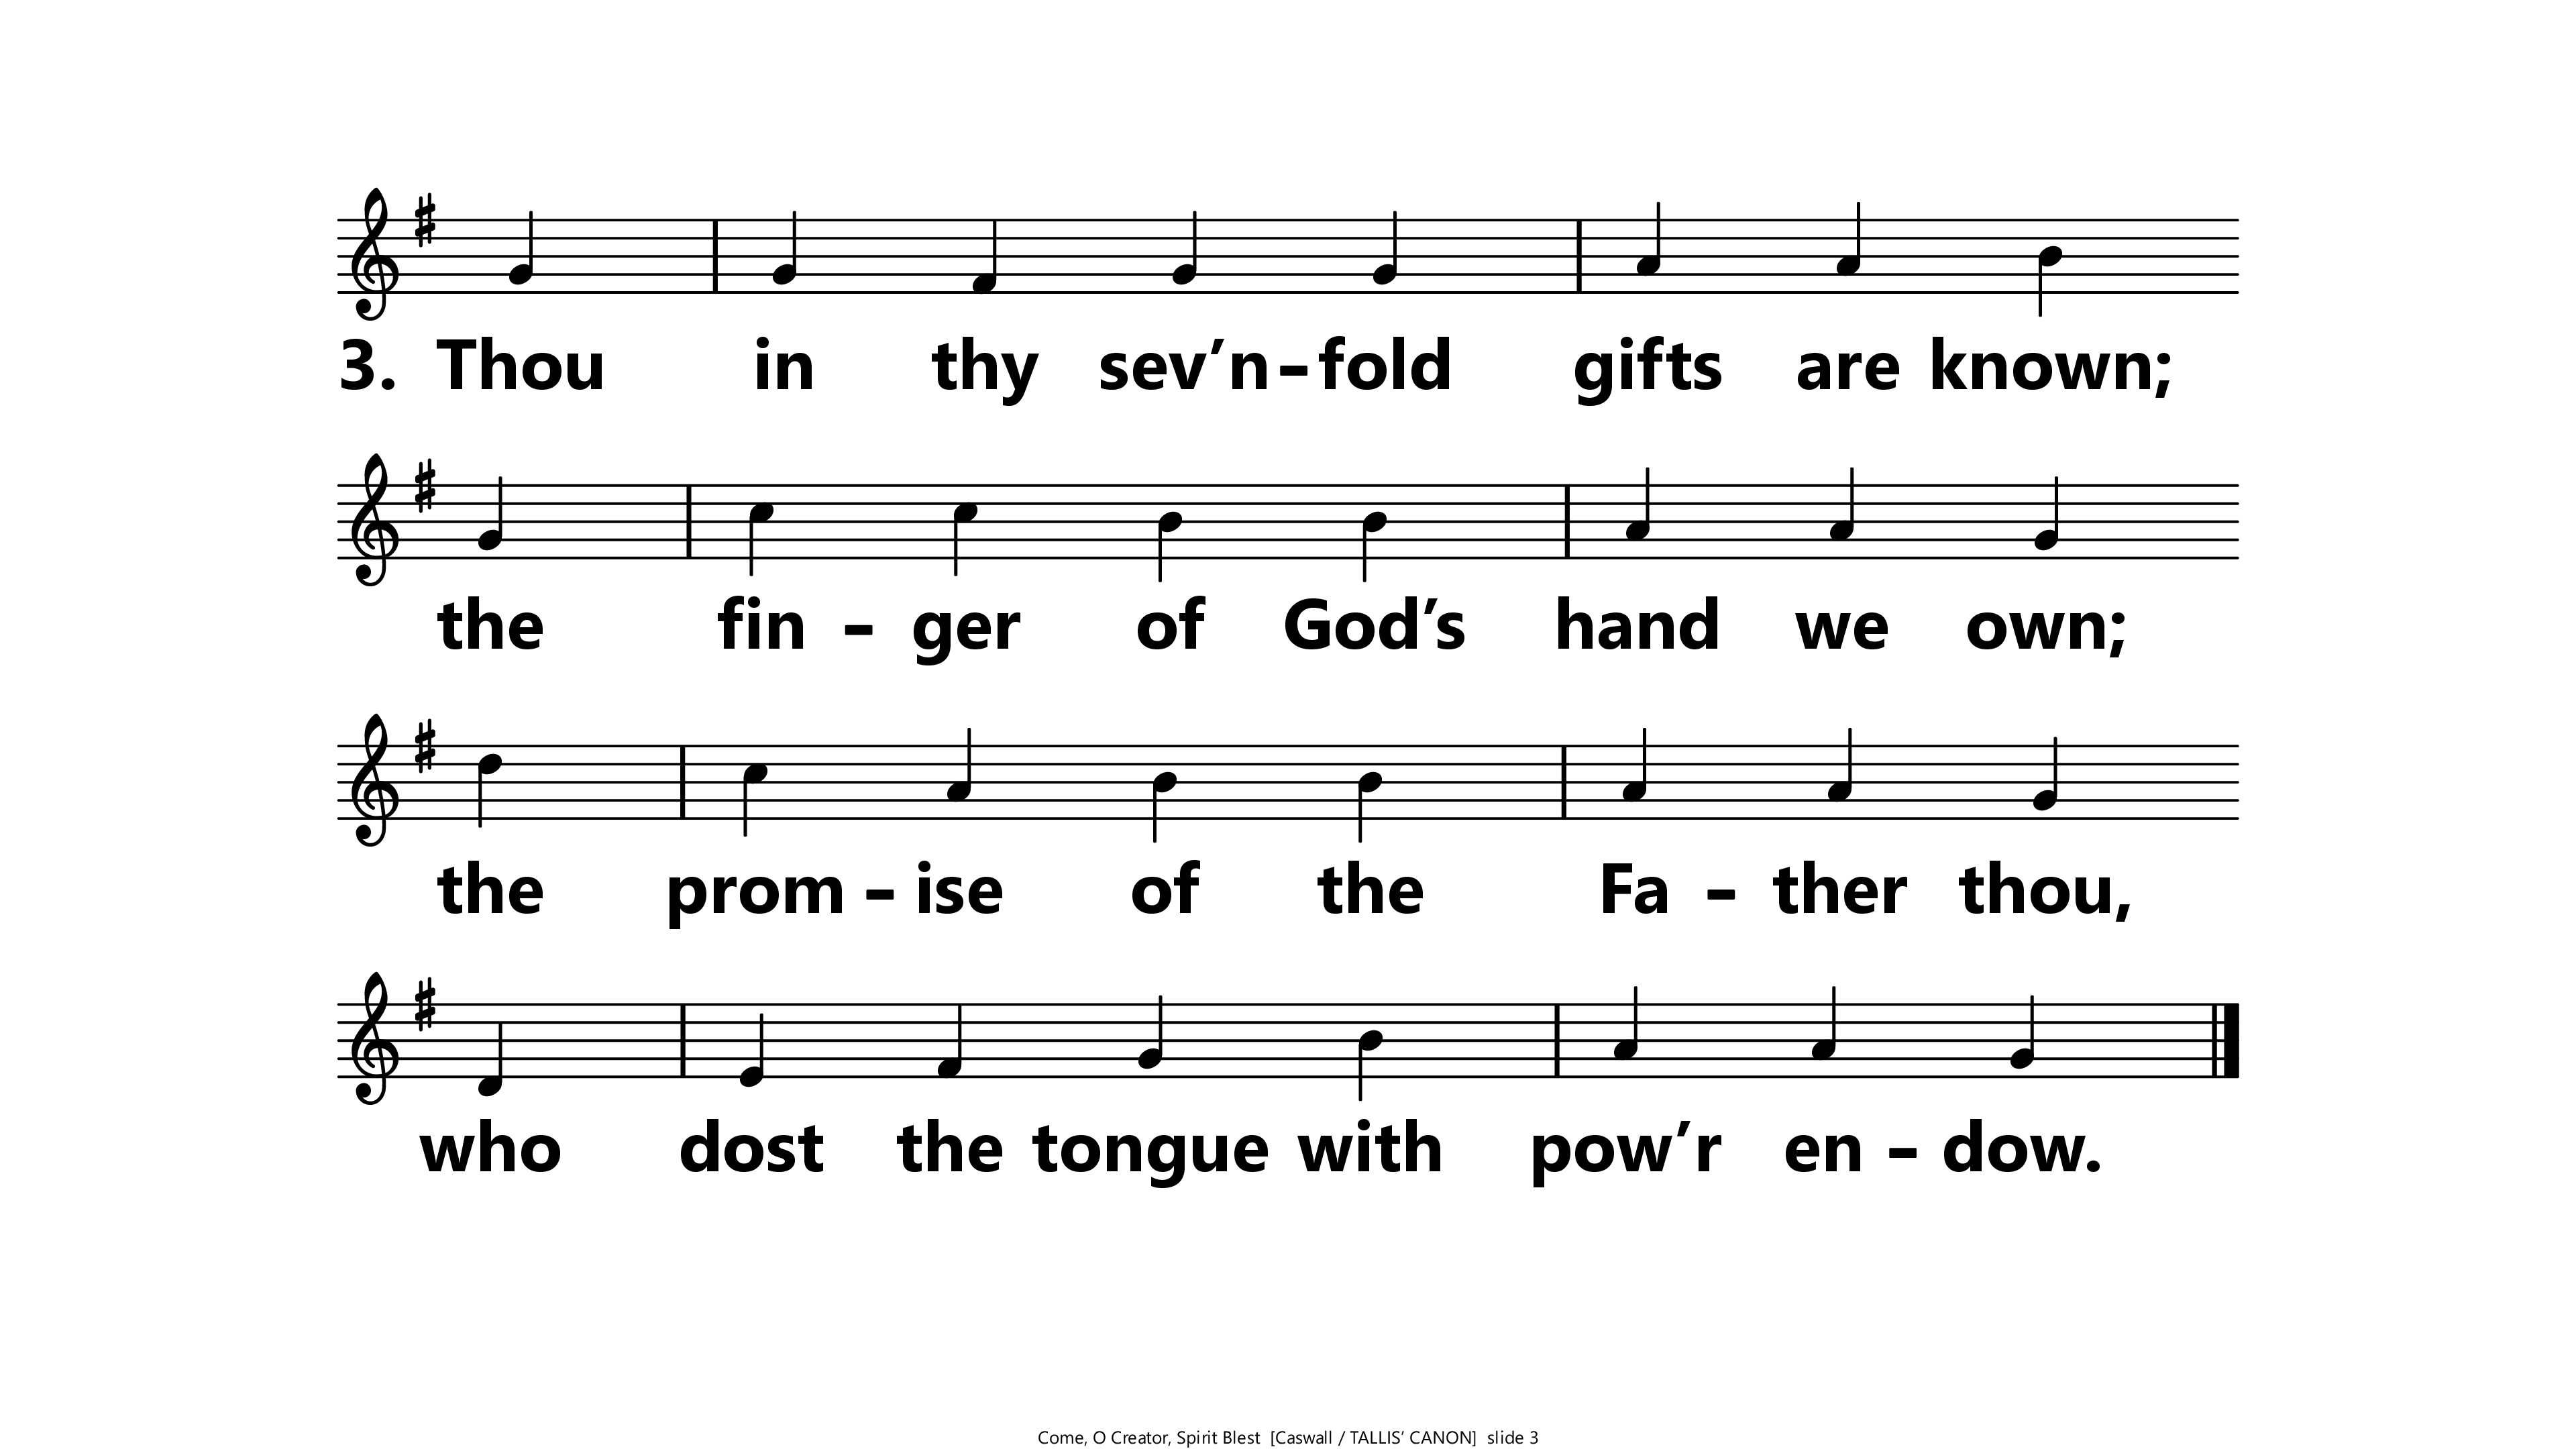 3. Thou in thy sev’n-fold gifts are known;
the fin-ger of God’s hand we own;
the prom-ise of the Fa-ther thou,
who dost the tongue with pow’r en-dow.
Come, O Creator, Spirit Blest [Caswall / TALLIS’ CANON] slide 3